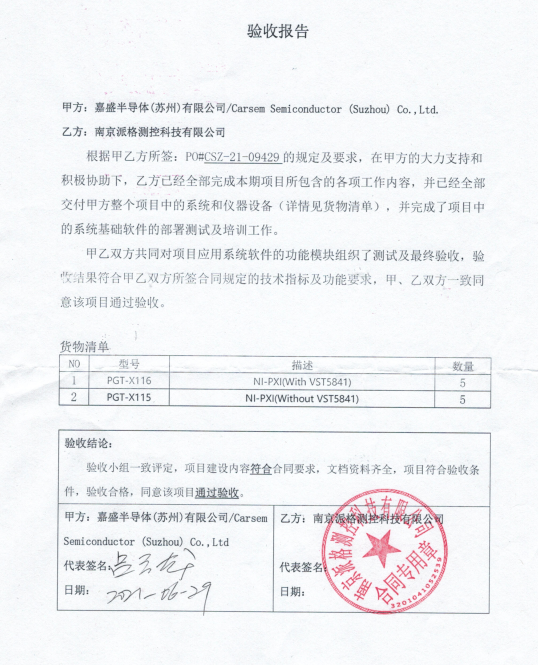 验收报告
甲方：嘉盛半导体(苏州)有限公司/Carsem Semiconductor (Suzhou) Co.,Ltd.
乙方：南京派格测控科技有限公司
根据甲乙方所签：PO#CSZ-21-09429 的规定及要求，在甲方的大力支持和
积极协助下，乙方已经全部完成本期项目所包含的各项工作内容，并已经全部
交付甲方整个项目中的系统和仪器设备（详情见货物清单），并完成了项目中
的系统基础软件的部署测试及培训工作。
甲乙双方共同对项目应用系统软件的功能模块组织了测试及最终验收，验
收结果符合甲乙双方所签合同规定的技术指标及功能要求，甲、乙双方一致同
意该项目通过验收。
货物清单
NO 型号 描述 数量
1 PGT-X116 NI-PXI(With VST5841) 5
2 PGT-X115 NI-PXI(Without VST5841) 5
验收结论：
验收小组一致评定，项目建设内容符合合同要求，文档资料齐全，项目符合验收条
件，验收合格，同意该项目通过验收。
甲方：嘉盛半导体(苏州)有限公司/Carsem
Semiconductor (Suzhou) Co.,Ltd
代表签名：
日期：2021-06-29
乙方：南京派格测控科技有限公司
代表签名：
日期：
南京派格测控科技有限公司
合同专用章
3201041052539